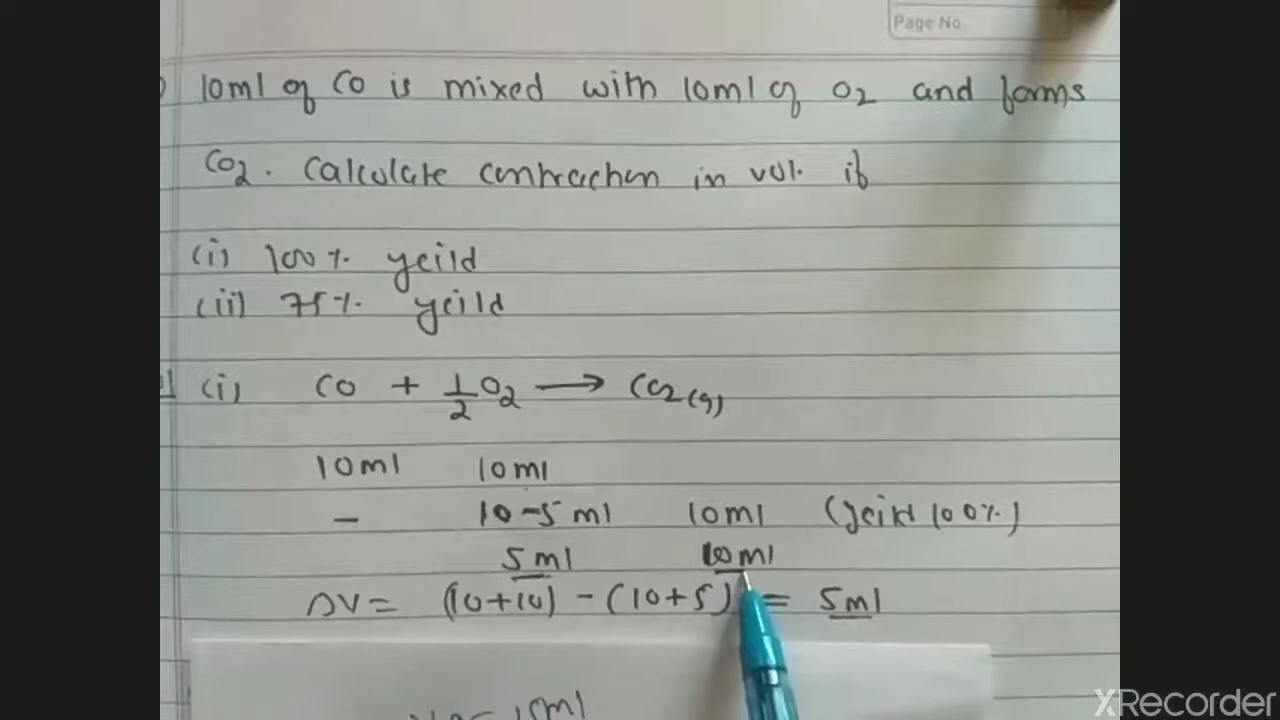 Page No
10ml of CO is mixed with 10ml of O2 and forms
CO2. Calculate contraction in vol. if
(i) 100% yeild
(ii) 75% yeild
(i) CO + 1/2 O2 → CO2(g)
10ml 10ml
- 10-5 ml 10ml (yeild 100%)
5ml 10ml
ΔV = (10+10) - (10+5) = 5ml
XRecorder